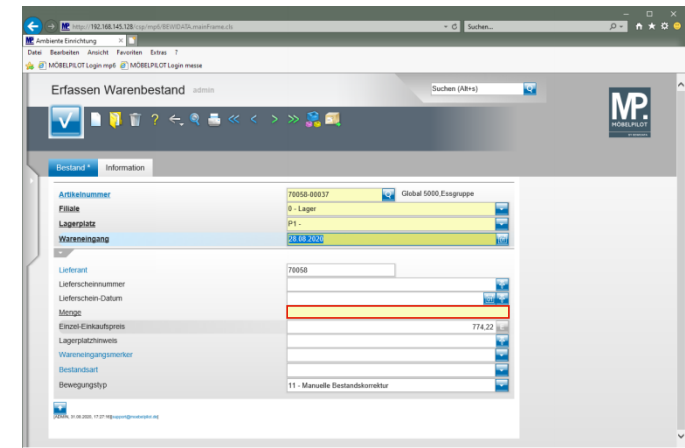 http://192.168.145.128/csp/mp6/BEWIDATA.mainFrame.cls
Suchen...
Ambiente Einrichtung
Datei Bearbeiten Ansicht Favoriten Extras ?
MÖBELPILOT Login mp6 MÖBELPILOT Login messe
Erfassen Warenbestand admin
Suchen (Alt+s)
MP.
MÖBELPILOT
Bestand * Information
Artikelnummer 70058-00037 Global 5000,Essgruppe
Filiale 0 - Lager
Lagerplatz P1 -
Wareneingang 28.08.2020
Lieferant 70058
Lieferscheinnummer
Lieferschein-Datum
Menge
Einzel-Einkaufspreis 774,22
Lagerplatzhinweis
Wareneingangsmerker
Bestandsart
Bewegungstyp 11 - Manuelle Bestandskorrektur